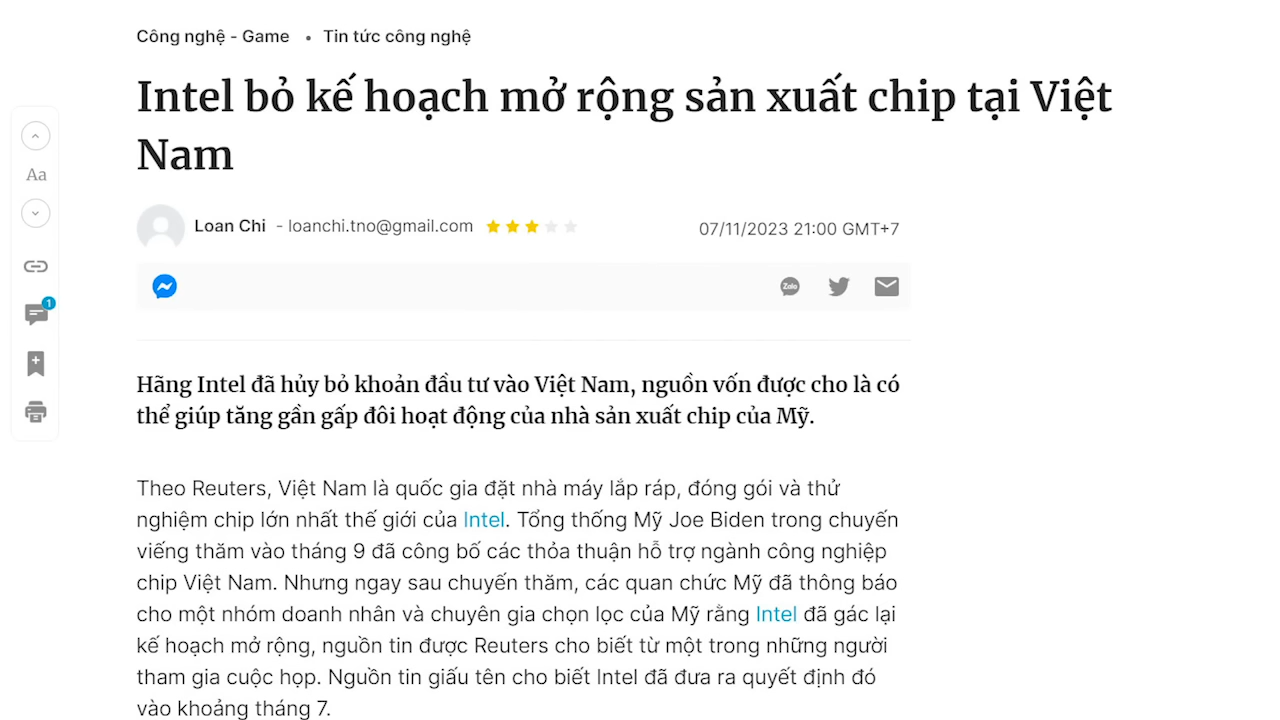 Công nghệ - Game • Tin tức công nghệ
Intel bỏ kế hoạch mở rộng sản xuất chip tại Việt
Nam
Loan Chi - loanchi.tno@gmail.com
07/11/2023 21:00 GMT+7
Aa
1
Zalo
Hãng Intel đã hủy bỏ khoản đầu tư vào Việt Nam, nguồn vốn được cho là có
thể giúp tăng gần gấp đôi hoạt động của nhà sản xuất chip của Mỹ.
Theo Reuters, Việt Nam là quốc gia đặt nhà máy lắp ráp, đóng gói và thử
nghiệm chip lớn nhất thế giới của Intel. Tổng thống Mỹ Joe Biden trong chuyến
viếng thăm vào tháng 9 đã công bố các thỏa thuận hỗ trợ ngành công nghiệp
chip Việt Nam. Nhưng ngay sau chuyến thăm, các quan chức Mỹ đã thông báo
cho một nhóm doanh nhân và chuyên gia chọn lọc của Mỹ rằng Intel đã gác lại
kế hoạch mở rộng, nguồn tin được Reuters cho biết từ một trong những người
tham gia cuộc họp. Nguồn tin giấu tên cho biết Intel đã đưa ra quyết định đó
vào khoảng tháng 7.